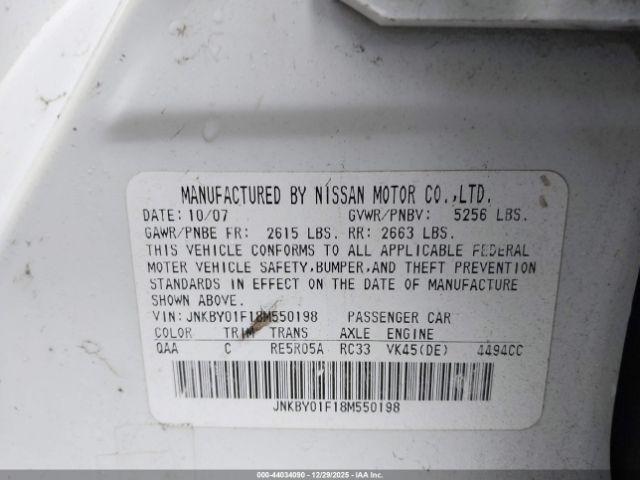 MANUFACTURED BY NISSAN MOTOR CO.,LTD.
DATE: 10/07 GVWR/PNBV: 5256 LBS.
GAWR/PNBE FR: 2615 LBS. RR: 2663 LBS.
THIS VEHICLE CONFORMS TO ALL APPLICABLE FEDERAL
MOTOR VEHICLE SAFETY,BUMPER,AND THEFT PREVENTION
STANDARDS IN EFFECT ON THE DATE OF MANUFACTURE
SHOWN ABOVE.
VIN: JNKBY01F18M550198 PASSENGER CAR
COLOR TRIM TRANS AXLE ENGINE
QAA C RE5R05A RC33 VK45(DE) 4494CC
JNKBY01F18M550198
000-44034090 | 12/29/2025 | IAA Inc.